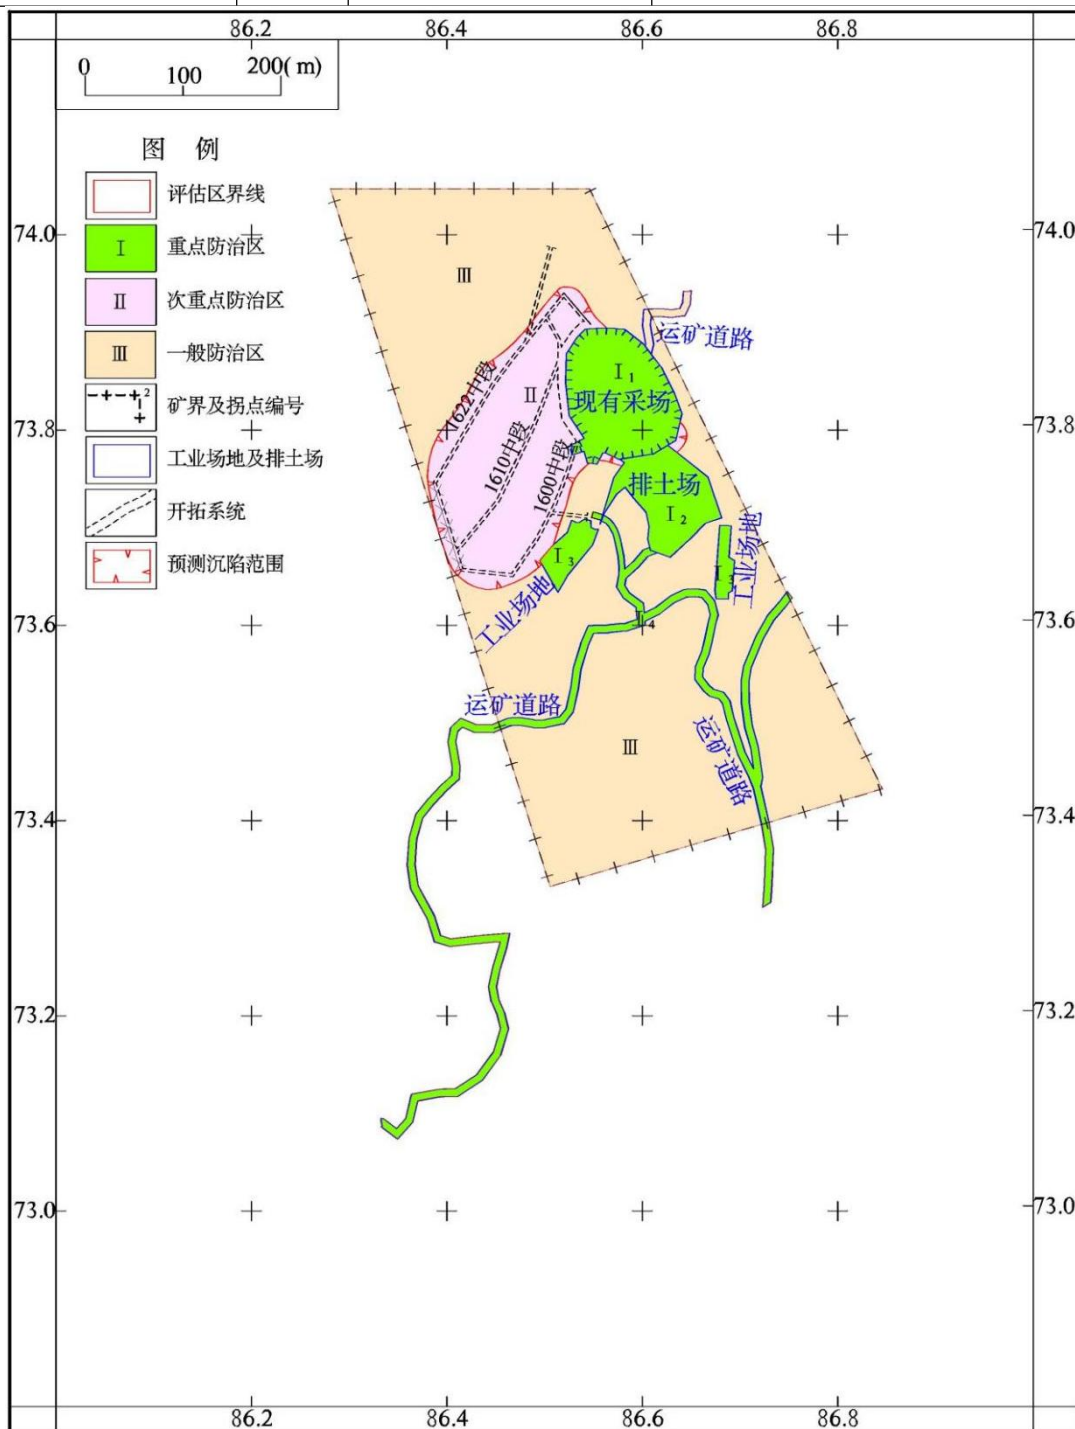 86.2 86.4 86.6 86.8
0 100 200( m)
图 例
评估区界线
Ⅰ 重点防治区
Ⅱ 次重点防治区
Ⅲ 一般防治区
2 矿界及拐点编号
工业场地及排土场
开拓系统
预测沉陷范围
74.0 74.0
Ⅲ
运矿道路
Ⅰ1
现有采场
Ⅱ
1622中段
1610中段
1600中段
73.8 73.8
排土场
Ⅰ2
Ⅰ3
工业场地
Ⅰ3
工业场地
73.6 73.6
4
运矿道路
运矿道路
Ⅲ
73.4 73.4
73.2 73.2
73.0 73.0
86.2 86.4 86.6 86.8